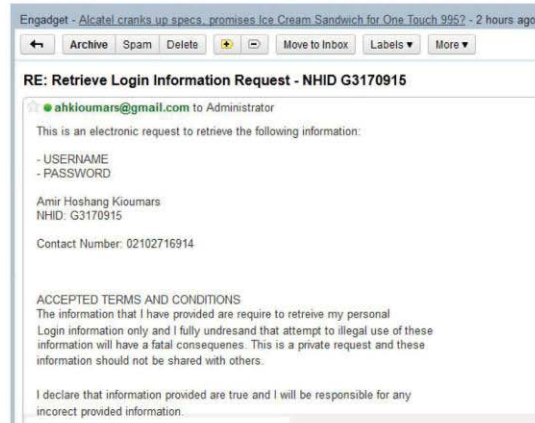 Engadget - Alcatel cranks up specs, promises Ice Cream Sandwich for One Touch 995? - 2 hours ago
Archive Spam Delete Move to Inbox Labels ▾ More ▾
RE: Retrieve Login Information Request - NHID G3170915
ahkioumars@gmail.com to Administrator
This is an electronic request to retrieve the following information:
- USERNAME
- PASSWORD
Amir Hoshang Kioumars
NHID: G3170915
Contact Number: 02102716914
ACCEPTED TERMS AND CONDITIONS
The information that I have provided are require to retreive my personal
Login information only and I fully undresand that attempt to illegal use of these
information will have a fatal consequenes. This is a private request and these
information should not be shared with others.
I declare that information provided are true and I will be responsible for any
incorect provided information.